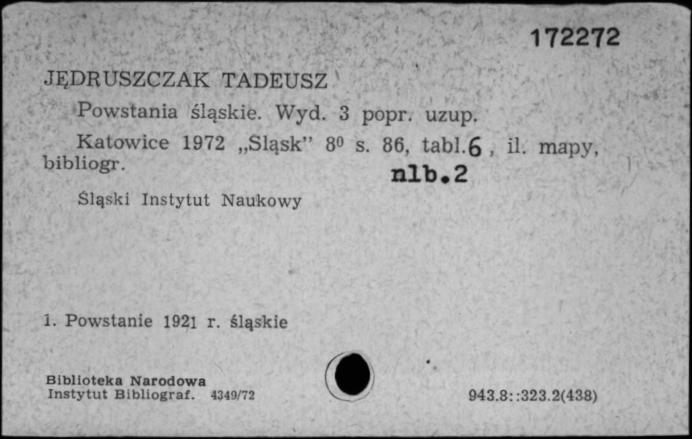 172272
JĘDRUSZCZAK TADEUSZ
Powstania śląskie. Wyd. 3 popr. uzup.
Katowice 1972 „Sląsk” 8⁰ s. 86, tabl.6, il. mapy,
bibliogr. nlb.2
Śląski Instytut Naukowy
1. Powstanie 1921 r. śląskie
Biblioteka Narodowa
Instytut Bibliograf. 4349/72 943.8::323.2(438)